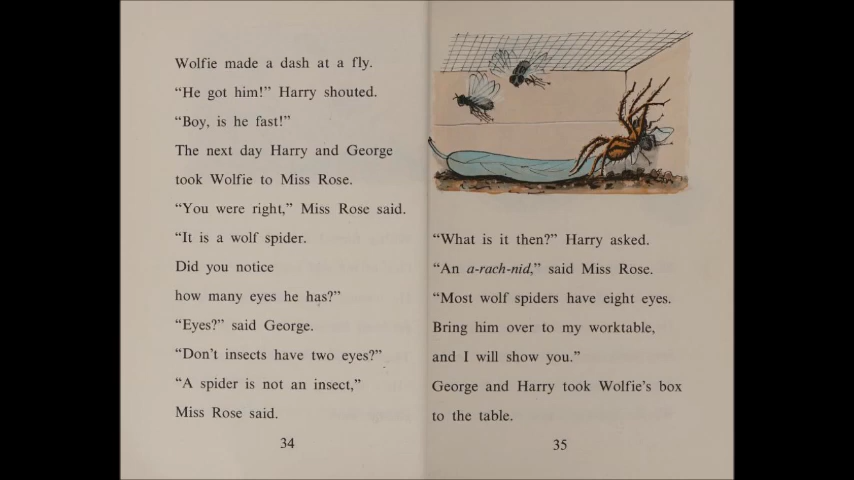 Wolfie made a dash at a fly.
“He got him!” Harry shouted.
“Boy, is he fast!”
The next day Harry and George
took Wolfie to Miss Rose.
“You were right,” Miss Rose said.
“It is a wolf spider.
Did you notice
how many eyes he has?”
“Eyes?” said George.
“Don’t insects have two eyes?”
“A spider is not an insect,”
Miss Rose said.
34
“What is it then?” Harry asked.
“An a-rach-nid,” said Miss Rose.
“Most wolf spiders have eight eyes.
Bring him over to my worktable,
and I will show you.”
George and Harry took Wolfie’s box
to the table.
35